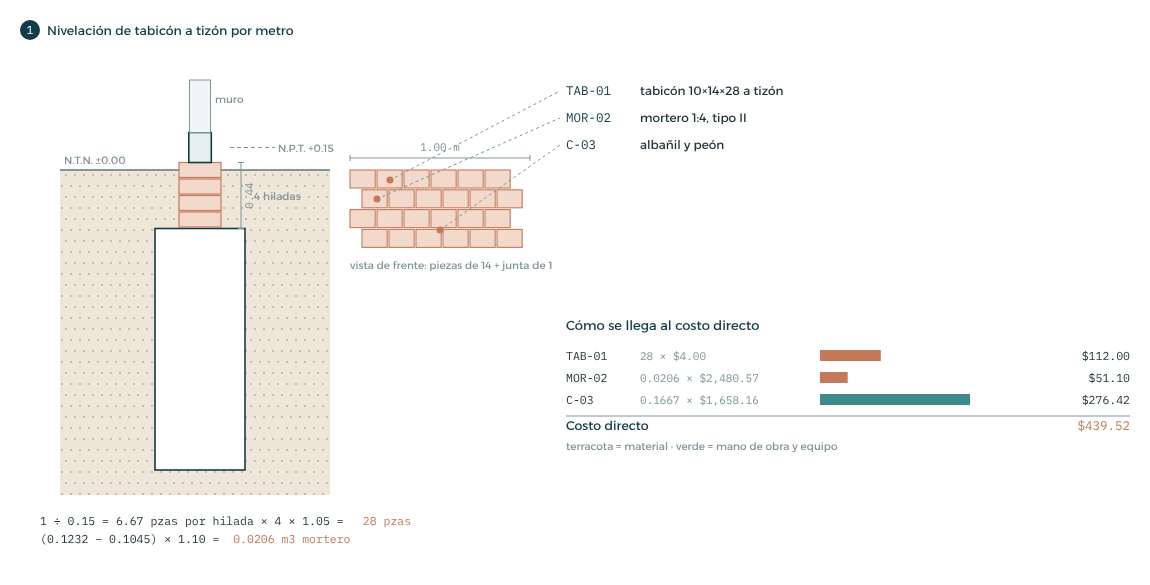 1 Nivelación de tabicón a tizón por metro
muro
N.P.T. +0.15
N.T.N. ±0.00
0.44
4 hiladas
1.00 m
vista de frente: piezas de 14 + junta de 1
TAB-01 tabicón 10×14×28 a tizón
MOR-02 mortero 1:4, tipo II
C-03 albañil y peón
Cómo se llega al costo directo
TAB-01 28 × $4.00 $112.00
MOR-02 0.0206 × $2,480.57 $51.10
C-03 0.1667 × $1,658.16 $276.42
Costo directo $439.52
terracota = material · verde = mano de obra y equipo
1 ÷ 0.15 = 6.67 pzas por hilada × 4 × 1.05 = 28 pzas
(0.1232 − 0.1045) × 1.10 = 0.0206 m3 mortero